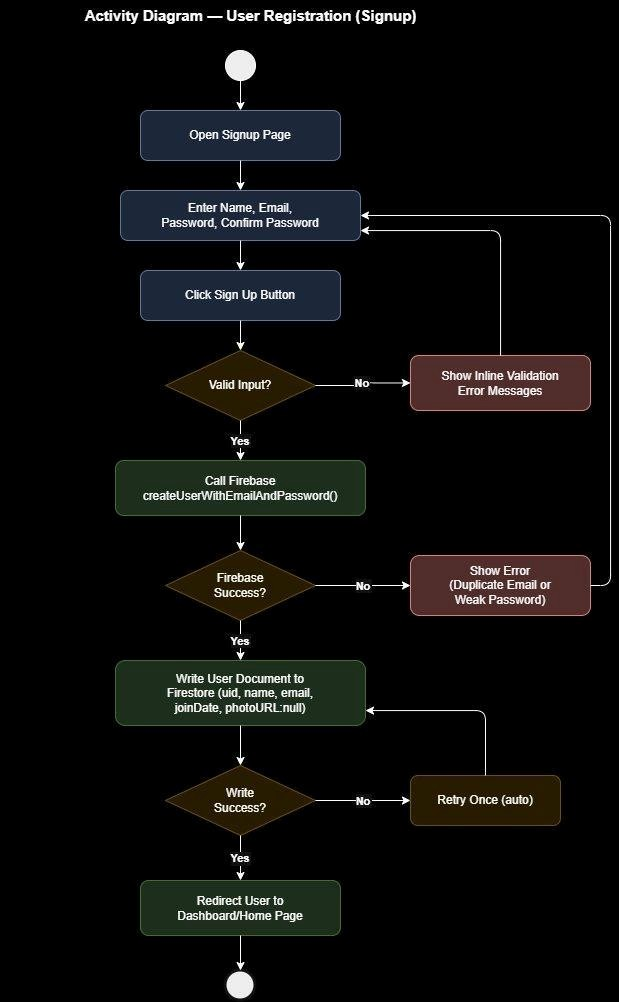 Activity Diagram — User Registration (Signup)
Open Signup Page
Enter Name, Email,
Password, Confirm Password
Click Sign Up Button
Valid Input?
No
Show Inline Validation
Error Messages
Yes
Call Firebase
createUserWithEmailAndPassword()
Firebase
Success?
No
Show Error
(Duplicate Email or
Weak Password)
Yes
Write User Document to
Firestore (uid, name, email,
joinDate, photoURL:null)
Write
Success?
No
Retry Once (auto)
Yes
Redirect User to
Dashboard/Home Page